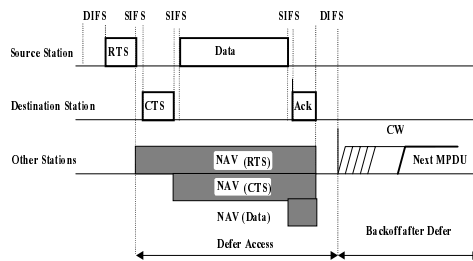 DIFS SIFS SIFS SIFS DIFS
Source Station RTS Data
Destination Station CTS Ack
CW
Other Stations NAV (RTS) Next MPDU
NAV (CTS)
NAV (Data)
Backoff after Defer
Defer Access